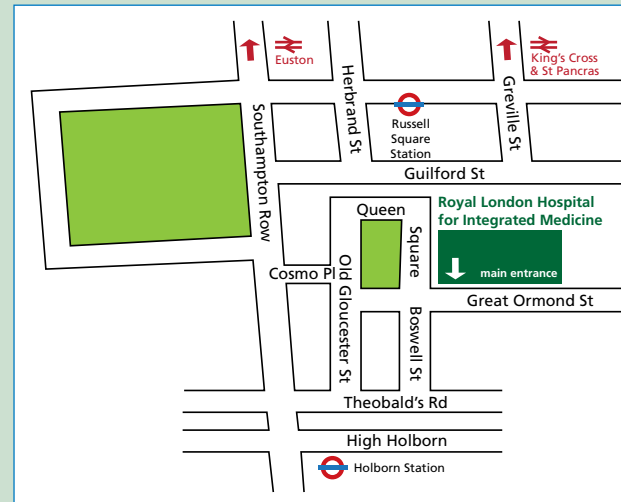 Euston
King's Cross
& St Pancras
Herbrand St
Greville St
Southampton Row
Russell
Square
Station
Guilford St
Queen
Square
Royal London Hospital
for Integrated Medicine
main entrance
Cosmo Pl
Old Gloucester St
Boswell St
Great Ormond St
Theobald's Rd
High Holborn
Holborn Station